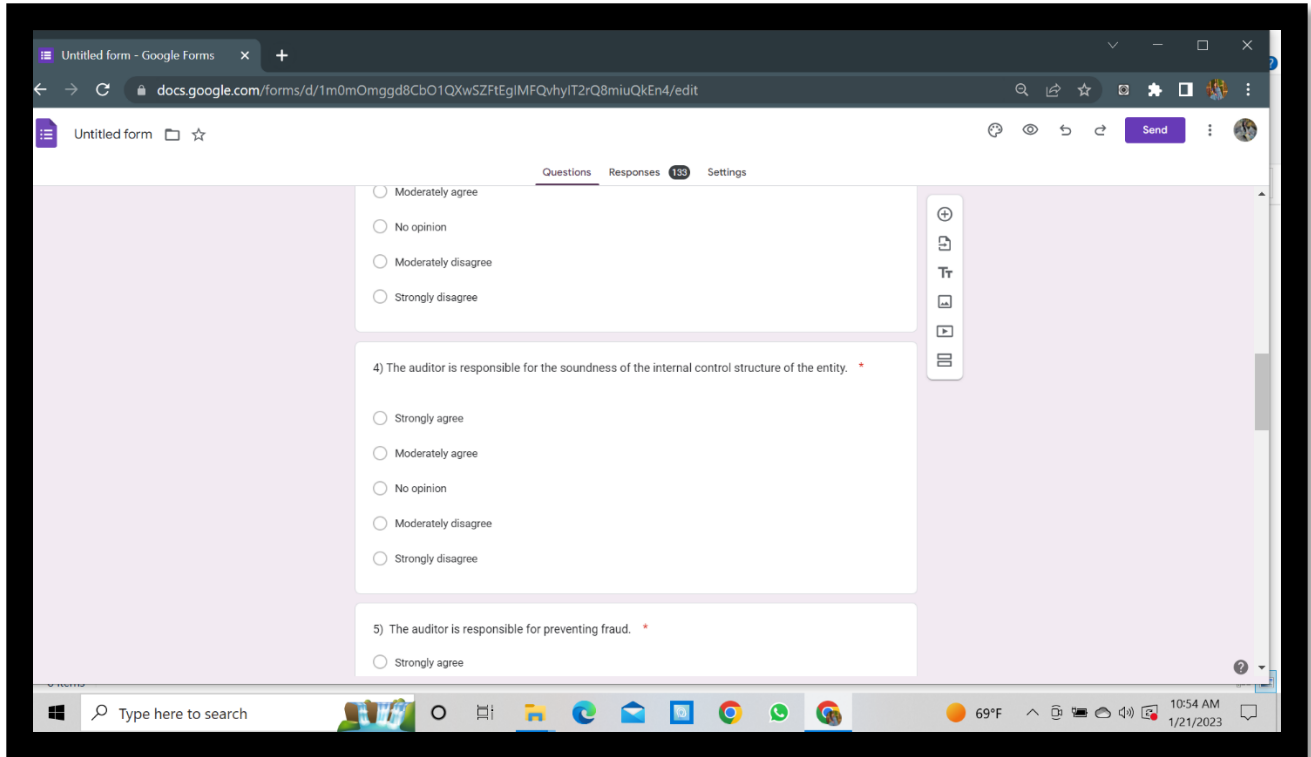 Untitled form - Google Forms
docs.google.com/forms/d/1m0mOmggd8CbO1QXwSZFtEgIMFQvhyIT2rQ8miuQkEn4/edit
Untitled form
Send
Questions Responses 133 Settings
Moderately agree
No opinion
Moderately disagree
Strongly disagree
4) The auditor is responsible for the soundness of the internal control structure of the entity. *
Strongly agree
Moderately agree
No opinion
Moderately disagree
Strongly disagree
5) The auditor is responsible for preventing fraud. *
Strongly agree
Type here to search
69°F
10:54 AM
1/21/2023